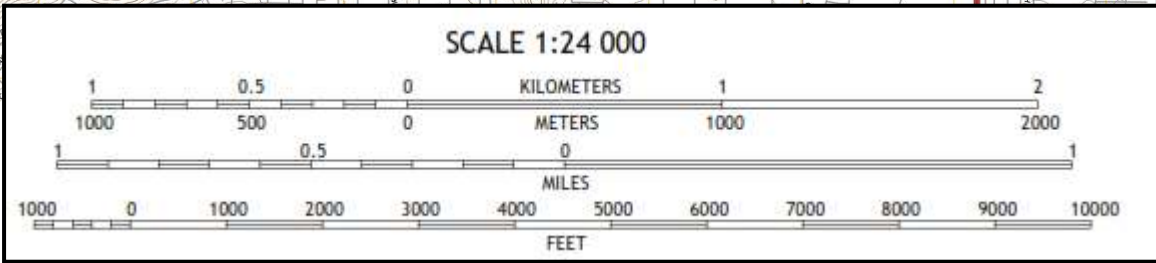 SCALE 1:24 000
1 0.5 0 KILOMETERS 1 2
1000 500 0 METERS 1000 2000
1 0.5 0 1
MILES
1000 0 1000 2000 3000 4000 5000 6000 7000 8000 9000 10000
FEET